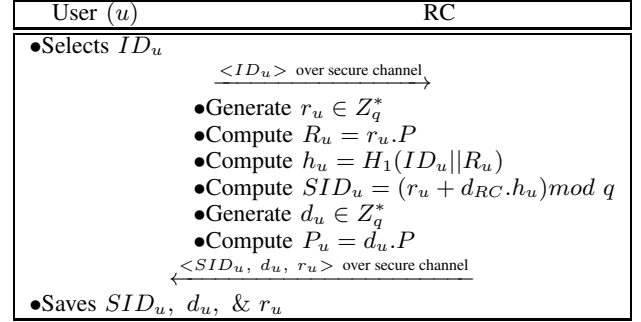 User (u) RC
•Selects ID_u
<ID_u> over secure channel
•Generate r_u ∈ Z_q^*
•Compute R_u = r_u.P
•Compute h_u = H_1(ID_u||R_u)
•Compute SID_u = (r_u + d_{RC}.h_u)mod q
•Generate d_u ∈ Z_q^*
•Compute P_u = d_u.P
<SID_u, d_u, r_u> over secure channel
•Saves SID_u, d_u, & r_u